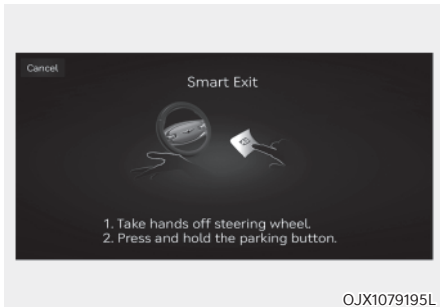 Cancel
Smart Exit
1. Take hands off steering wheel.
2. Press and hold the parking button.
OJX1079195L